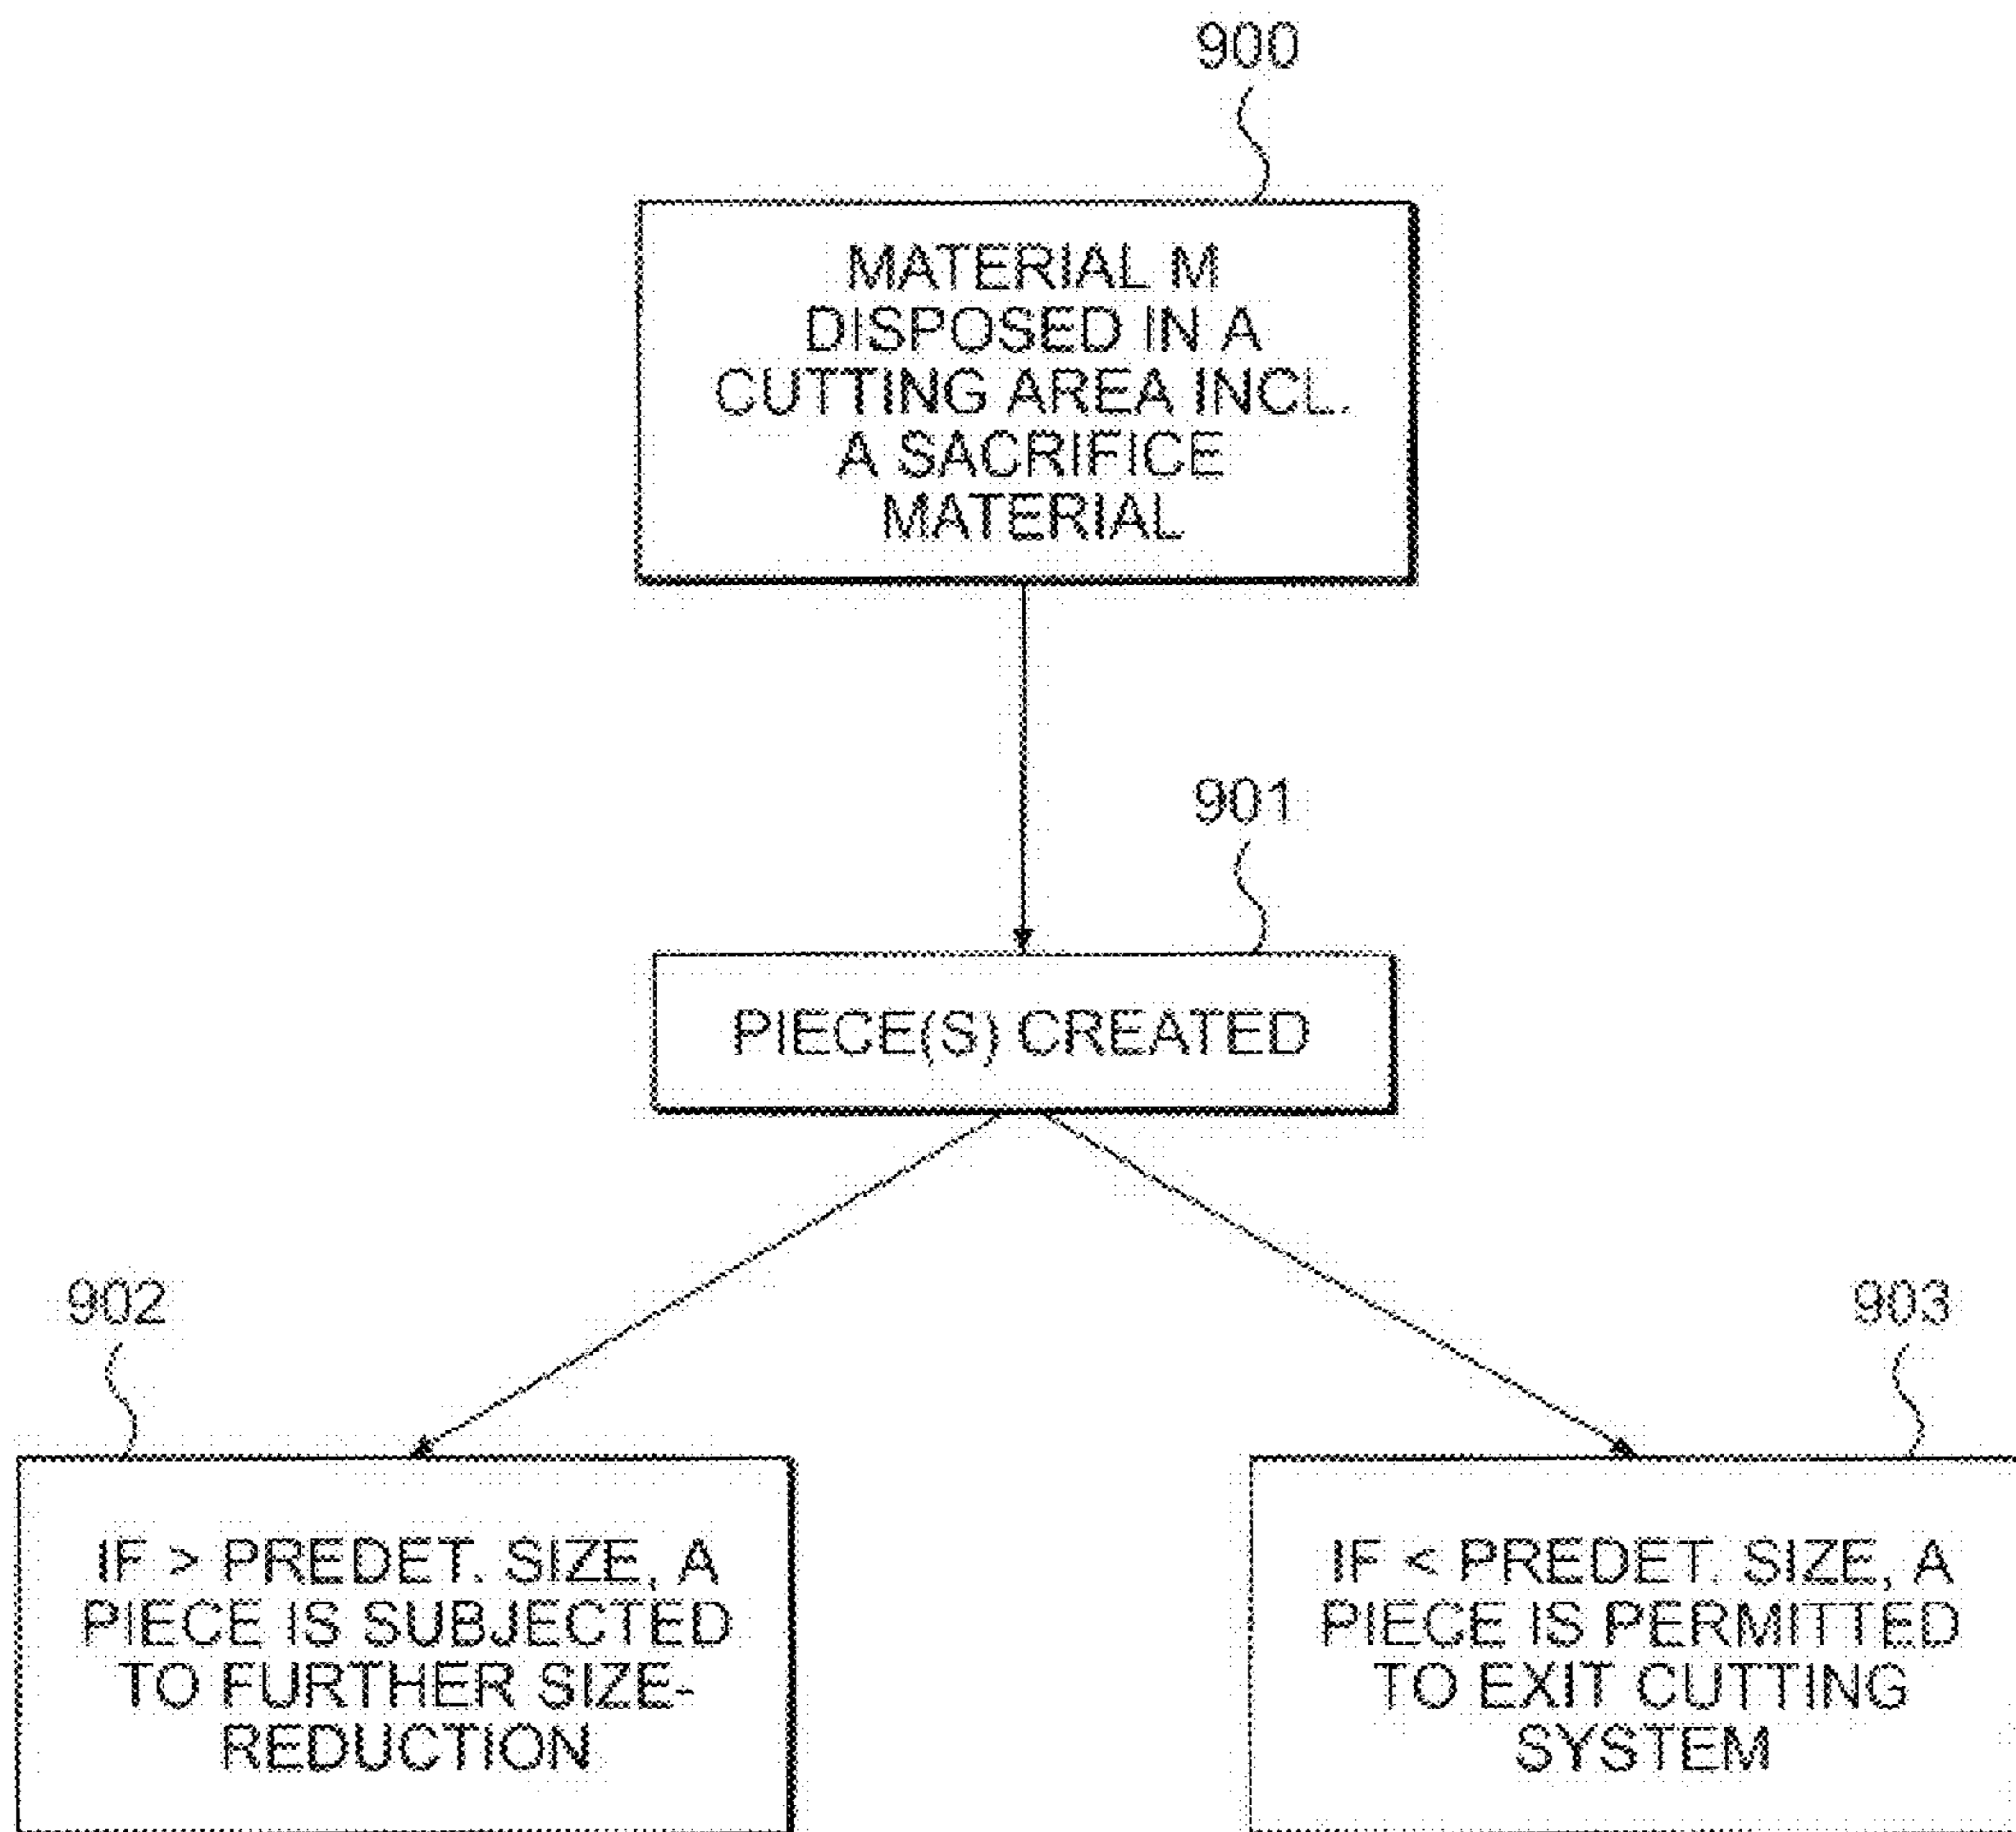 900
MATERIAL M
DISPOSED IN A
CUTTING AREA INCL.
A SACRIFICE
MATERIAL
901
PIECE(S) CREATED
902
IF > PREDET. SIZE, A
PIECE IS SUBJECTED
TO FURTHER SIZE-
REDUCTION
903
IF < PREDET. SIZE, A
PIECE IS PERMITTED
TO EXIT CUTTING
SYSTEM